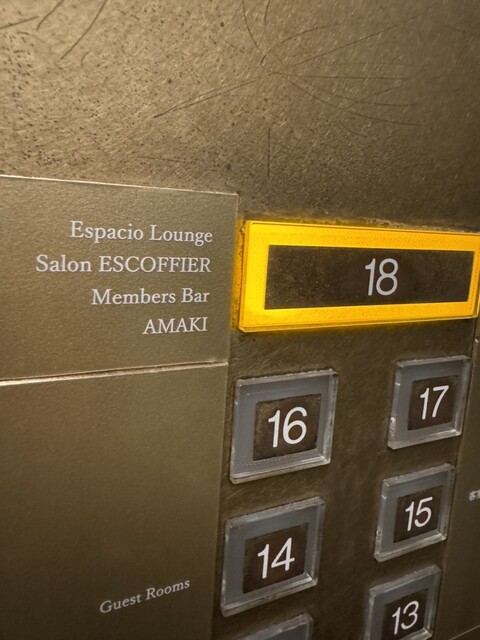 Espacio Lounge
Salon ESCOFFIER
Members Bar
AMAKI
18
16
17
14
15
Guest Rooms
13